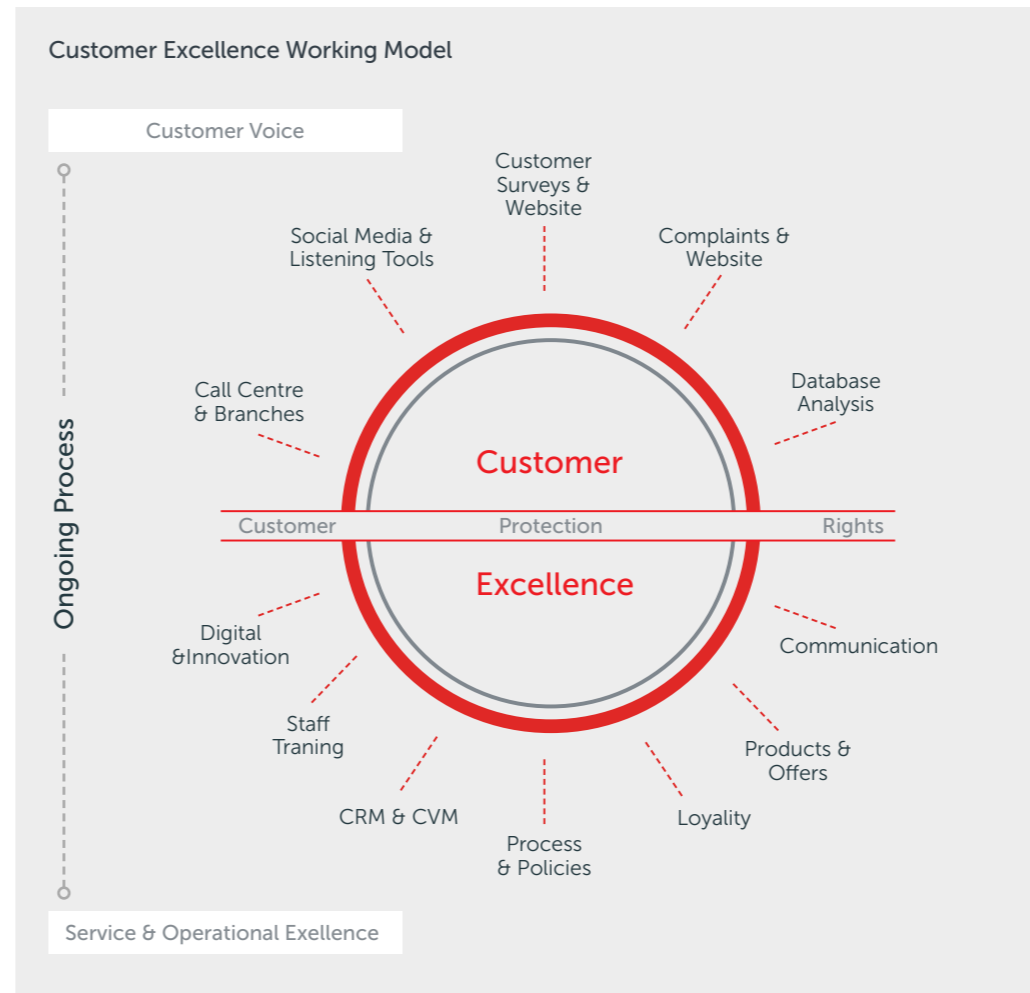 Customer Excellence Working Model
Customer Voice
Customer
Surveys &
Website
Social Media &
Listening Tools
Complaints &
Website
Call Centre
& Branches
Database
Analysis
Ongoing Process
Customer
Customer Protection Rights
Excellence
Digital
&Innovation
Communication
Staff
Traning
Products &
Offers
CRM & CVM
Loyality
Process
& Policies
Service & Operational Exellence